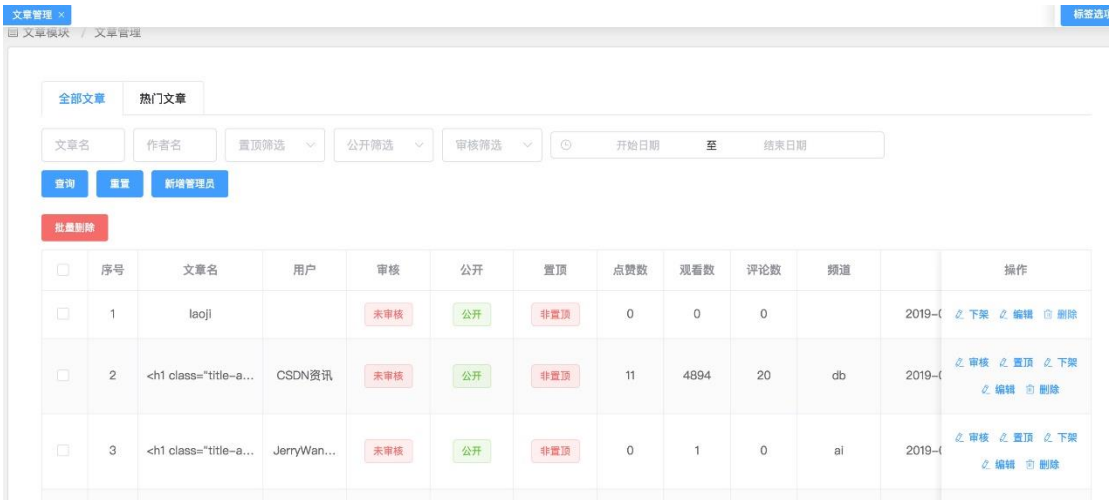 文章管理 ×
标签选项
文章模块 / 文章管理
全部文章 热门文章
文章名 作者名 置顶筛选 公开筛选 审核筛选 开始日期 至 结束日期
查询 重置 新增管理员
批量删除
序号 文章名 用户 审核 公开 置顶 点赞数 观看数 评论数 频道 操作
1 laoji 未审核 公开 非置顶 0 0 0 2019-0 下架 编辑 删除
2 <h1 class="title-a... CSDN资讯 未审核 公开 非置顶 11 4894 20 db 2019-0 审核 置顶 下架
编辑 删除
3 <h1 class="title-a... JerryWan... 未审核 公开 非置顶 0 1 0 ai 2019-0 审核 置顶 下架
编辑 删除